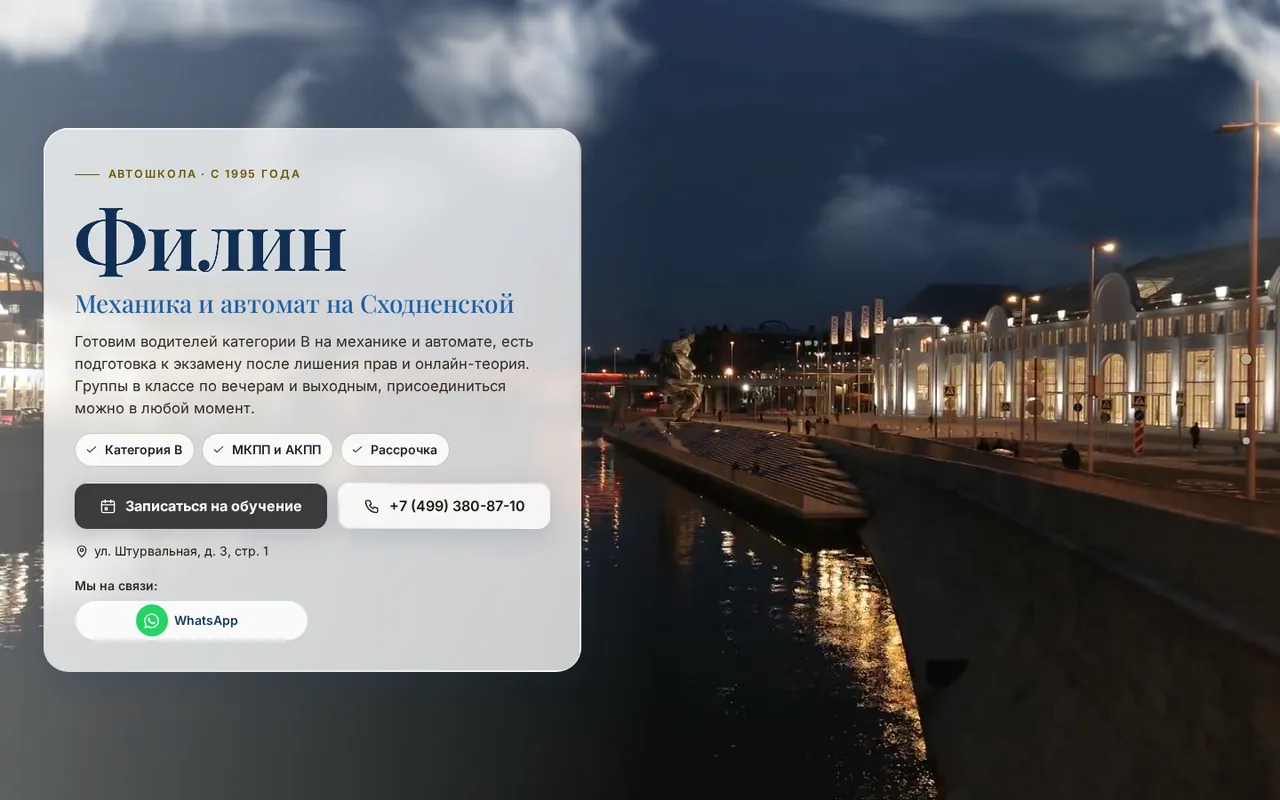 АВТОШКОЛА · С 1995 ГОДА
Филин
Механика и автомат на Сходненской
Готовим водителей категории В на механике и автомате, есть
подготовка к экзамену после лишения прав и онлайн-теория.
Группы в классе по вечерам и выходным, присоединиться
можно в любой момент.
Категория В
МКПП и АКПП
Рассрочка
Записаться на обучение
+7 (499) 380-87-10
ул. Штурвальная, д. 3, стр. 1
Мы на связи:
WhatsApp